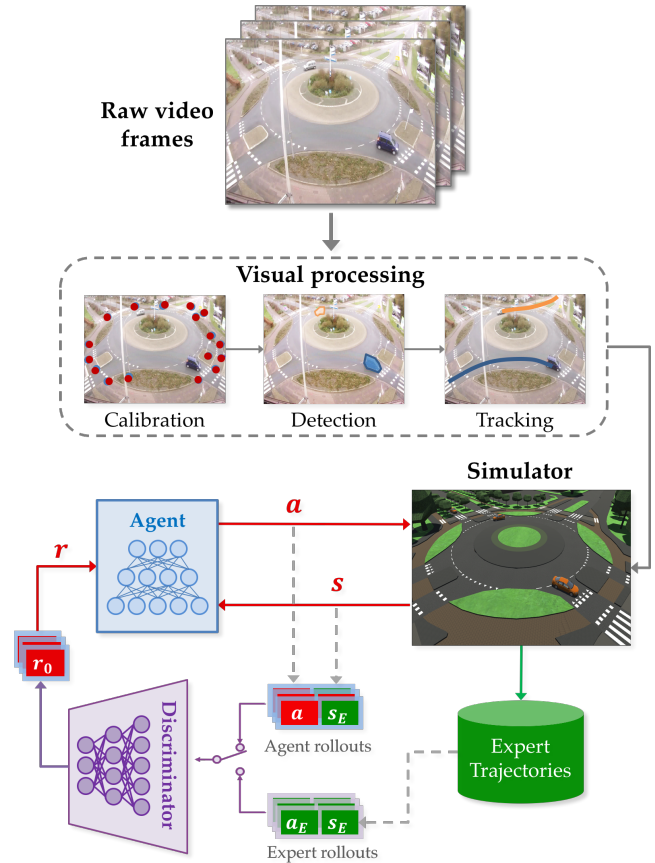 Raw video
frames
Visual processing
Calibration
Detection
Tracking
Simulator
Agent
a
r
s
r0
Discriminator
a sE
Agent rollouts
aE sE
Expert rollouts
Expert
Trajectories